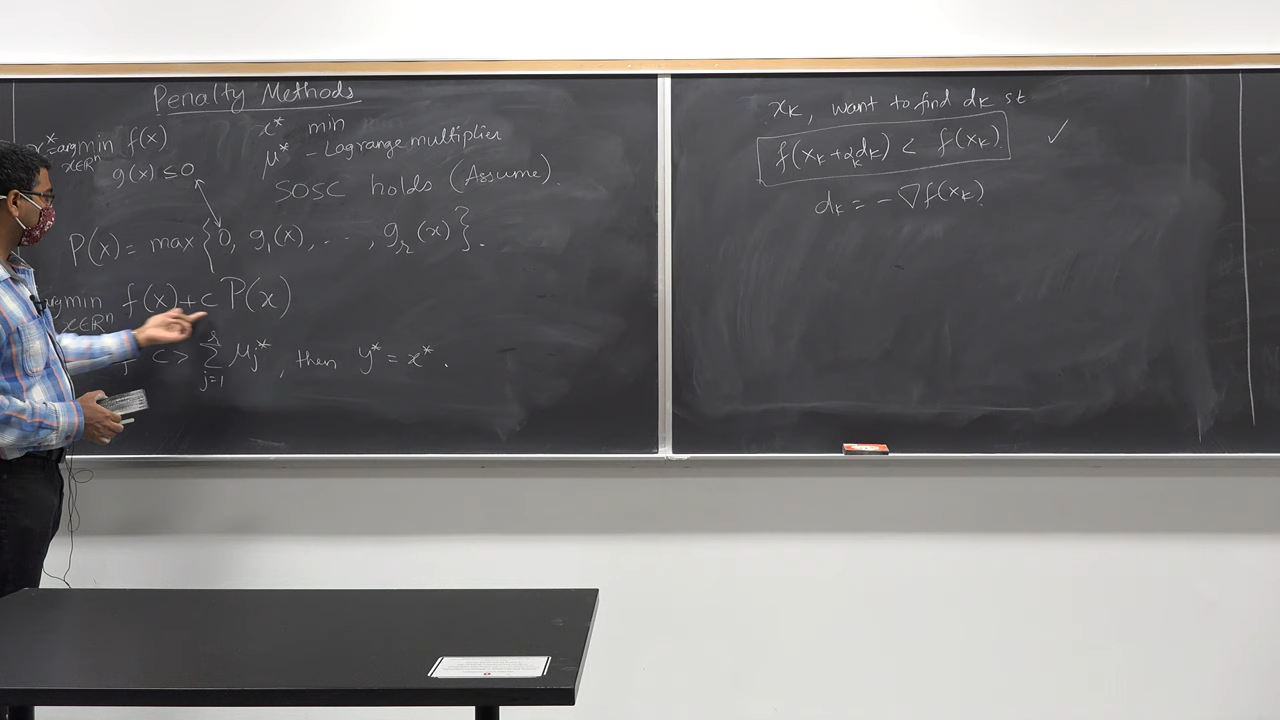 Penalty Methods
x* = argmin f(x)
x∈ℝⁿ
g(x) ≤ 0
x* min
μ* – Lagrange multiplier
SOSC holds (Assume).
P(x) = max {0, g₁(x), ..., gᵣ(x)}.
argmin f(x) + c P(x)
x∈ℝⁿ
c > Σ_{j=1}^{r} μⱼ*, then y* = x*.
xₖ, want to find dₖ st
f(xₖ + αₖdₖ) < f(xₖ) ✓
dₖ = - ∇f(xₖ).